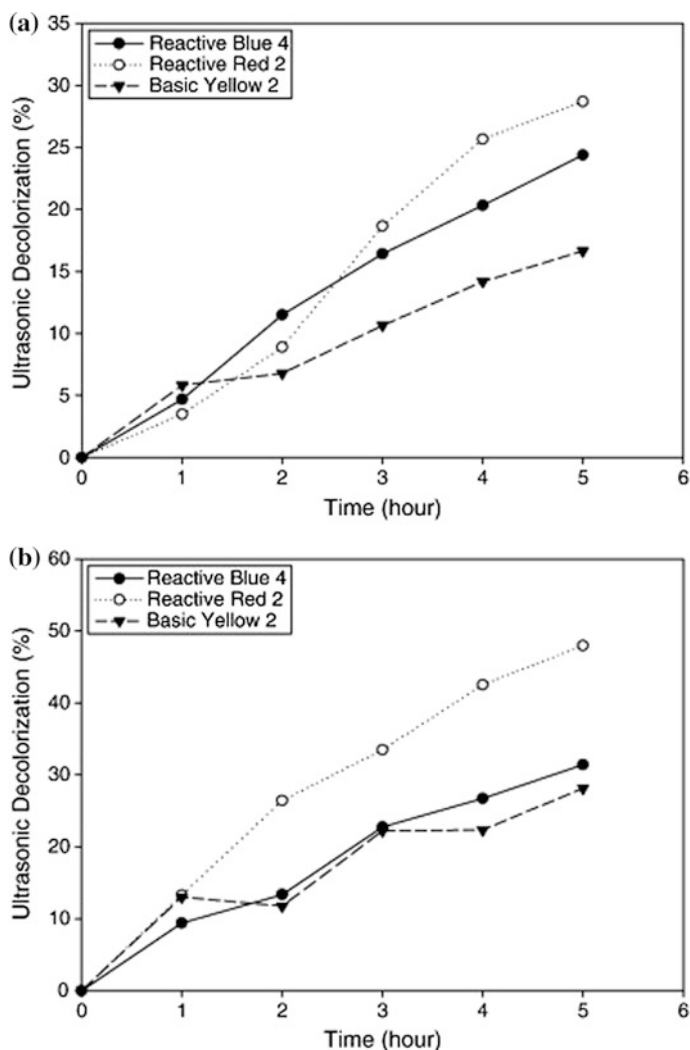 (a)
35
30
25
20
15
10
5
0
Ultrasonic Decolorization (%)
Reactive Blue 4
Reactive Red 2
Basic Yellow 2
0 1 2 3 4 5 6
Time (hour)
(b)
60
50
40
30
20
10
0
Ultrasonic Decolorization (%)
Reactive Blue 4
Reactive Red 2
Basic Yellow 2
0 1 2 3 4 5 6
Time (hour)